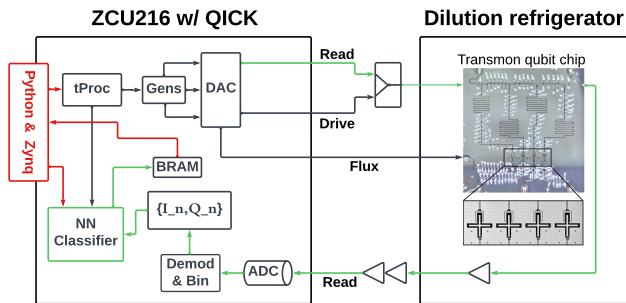 ZCU216 w/ QICK
Dilution refrigerator
Python & Zynq
tProc
Gens
DAC
Read
Drive
Flux
Transmon qubit chip
BRAM
NN
Classifier
{I_n,Q_n}
Demod
& Bin
ADC
Read